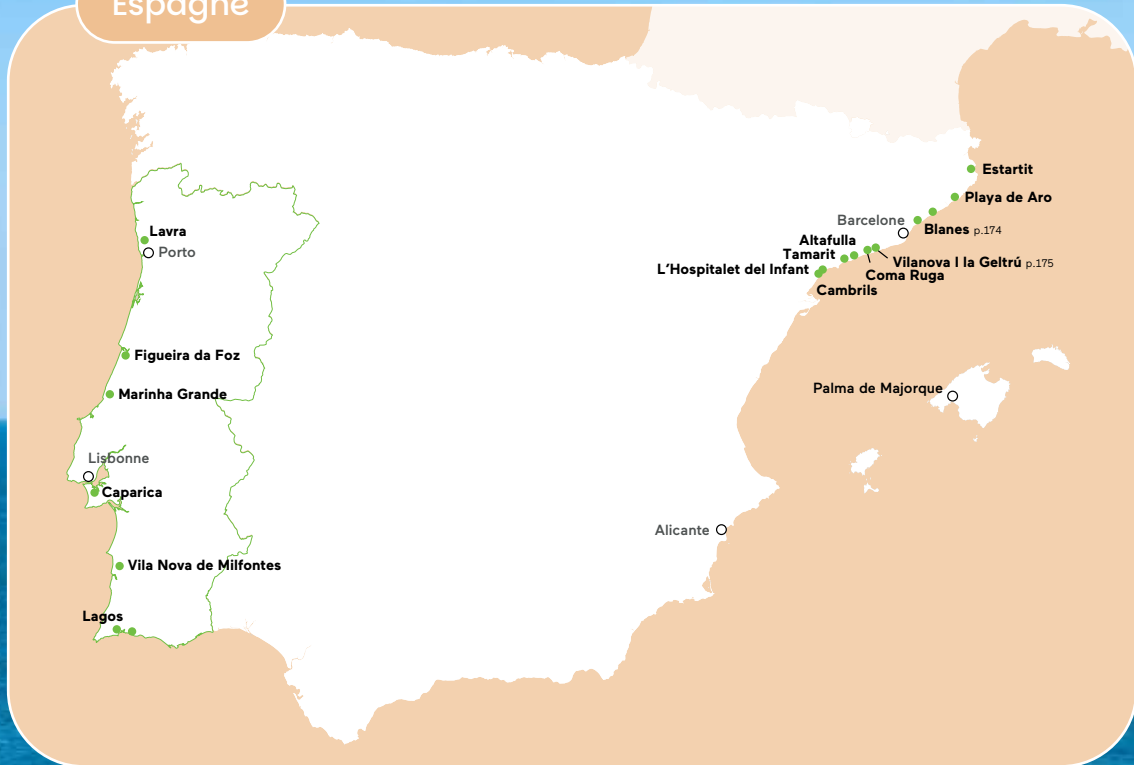 Espagne
Estartit
Playa de Aro
Barcelone
Blanes p.174
Altafulla
Tamarit
Vilanova I la Geltrú p.175
L'Hospitalet del Infant
Coma Ruga
Cambrils
Lavra
Porto
Figueira da Foz
Marinha Grande
Palma de Majorque
Lisbonne
Caparica
Alicante
Vila Nova de Milfontes
Lagos